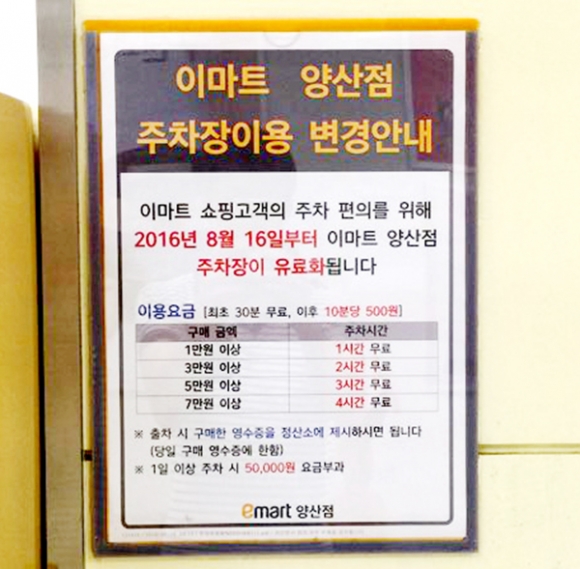 이마트 양산점
주차장이용 변경안내
이마트 쇼핑고객의 주차 편의를 위해
2016년 8월 16일부터 이마트 양산점
주차장이 유료화됩니다
이용요금 [최초 30분 무료, 이후 10분당 500원]
구매 금액 주차시간
1만원 이상 1시간 무료
3만원 이상 2시간 무료
5만원 이상 3시간 무료
7만원 이상 4시간 무료
※ 출차 시 구매한 영수증을 정산소에 제시하시면 됩니다
(당일 구매 영수증에 한함)
※ 1일 이상 주차 시 50,000원 요금부과
emart 양산점